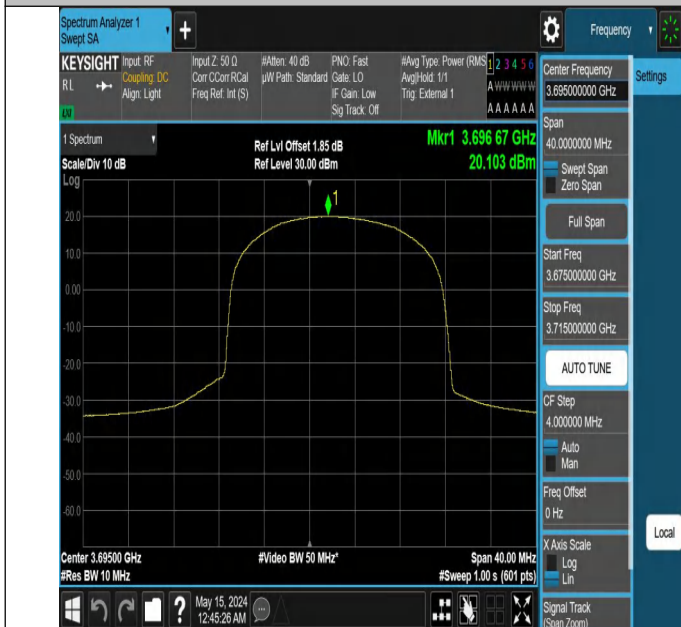 Spectrum Analyzer 1
Swept SA
Frequency
KEYSIGHT
RL
Input: RF
Coupling: DC
Align: Light
Input Z: 50 Ω
Corr CCorr RCal
Freq Ref: Int (S)
#Atten: 40 dB
µW Path: Standard
PNO: Fast
Gate: LO
IF Gain: Low
Sig Track: Off
#Avg Type: Power (RMS
Avg|Hold: 1/1
Trig: External 1
1 2 3 4 5 6
A W W W W W
A A A A A A
1 Spectrum
Scale/Div 10 dB
Log
Ref Lvl Offset 1.85 dB
Ref Level 30.00 dBm
Mkr1 3.696 67 GHz
20.103 dBm
1
20.0
10.0
0.00
-10.0
-20.0
-30.0
-40.0
-50.0
-60.0
Center 3.69500 GHz
#Res BW 10 MHz
#Video BW 50 MHz*
Span 40.00 MHz
#Sweep 1.00 s (601 pts)
Center Frequency
3.695000000 GHz
Settings
Span
40.0000000 MHz
Swept Span
Zero Span
Full Span
Start Freq
3.675000000 GHz
Stop Freq
3.715000000 GHz
AUTO TUNE
CF Step
4.000000 MHz
Auto
Man
Freq Offset
0 Hz
X Axis Scale
Log
Lin
Local
Signal Track
(Span Zoom)
?
May 15, 2024
12:45:26 AM